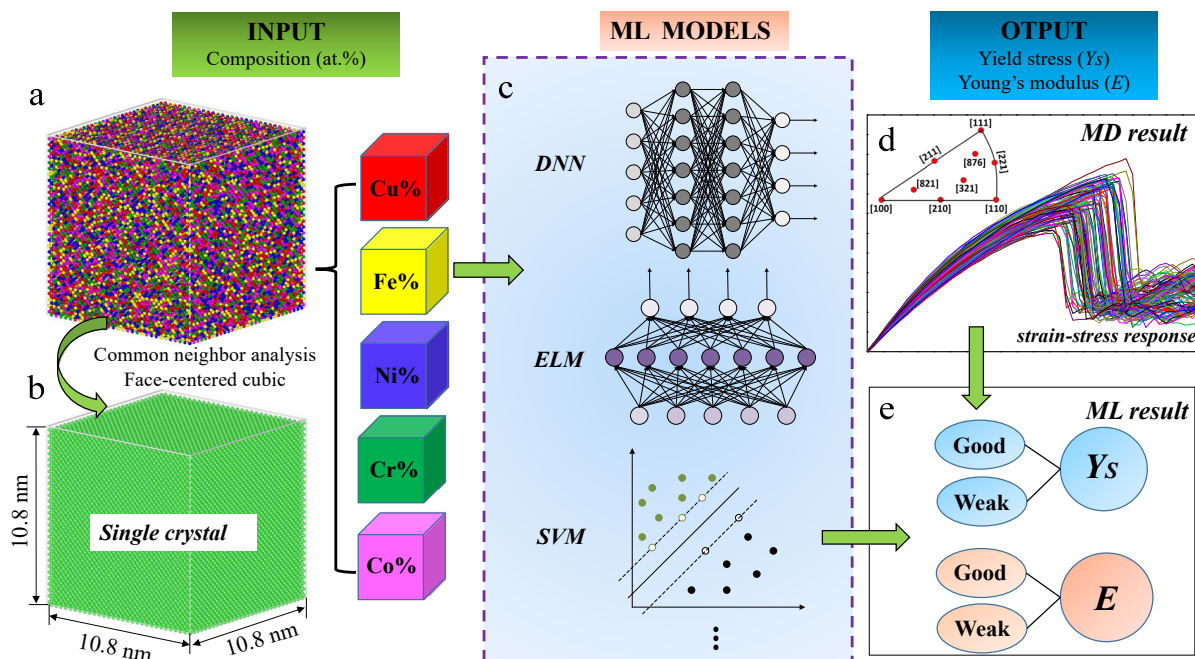 INPUT
Composition (at.%)
ML MODELS
OTPUT
Yield stress (Ys)
Young's modulus (E)
a
Cu%
Fe%
Ni%
Cr%
Co%
Common neighbor analysis
Face-centered cubic
b
10.8 nm
Single crystal
10.8 nm
10.8 nm
c
DNN
ELM
SVM
d
MD result
[111]
[211]
[876]
[221]
[821]
[321]
[100]
[210]
[110]
strain-stress response
e
ML result
Good
Weak
Ys
Good
Weak
E